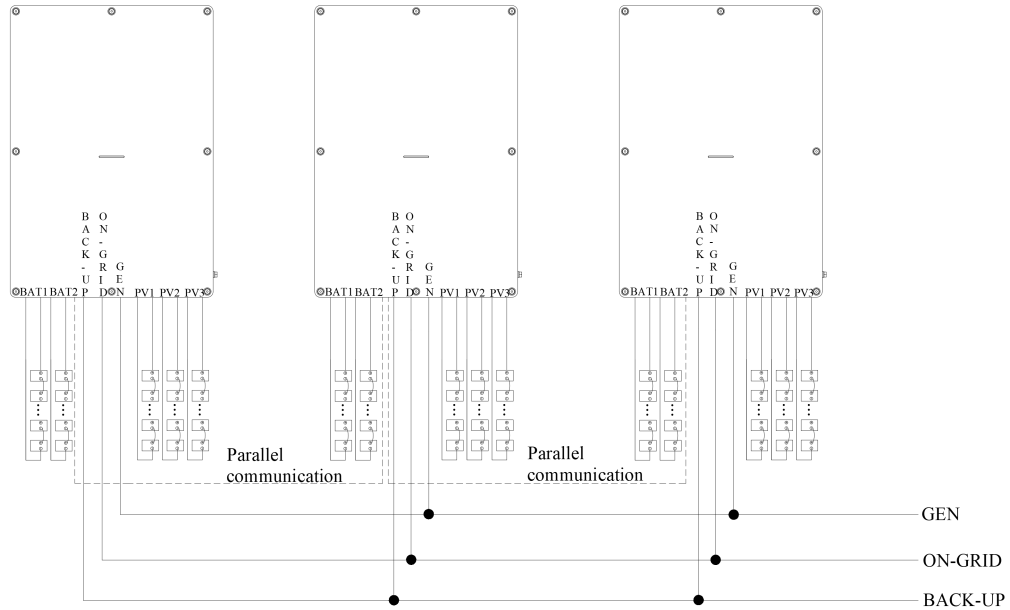 BACK-UP
ON-GRID
GEN
BACK-UP
ON-GRID
GEN
BACK-UP
ON-GRID
GEN
BAT1 BAT2 PV1 PV2 PV3
BAT1 BAT2 PV1 PV2 PV3
BAT1 BAT2 PV1 PV2 PV3
Parallel
communication
Parallel
communication
GEN
ON-GRID
BACK-UP